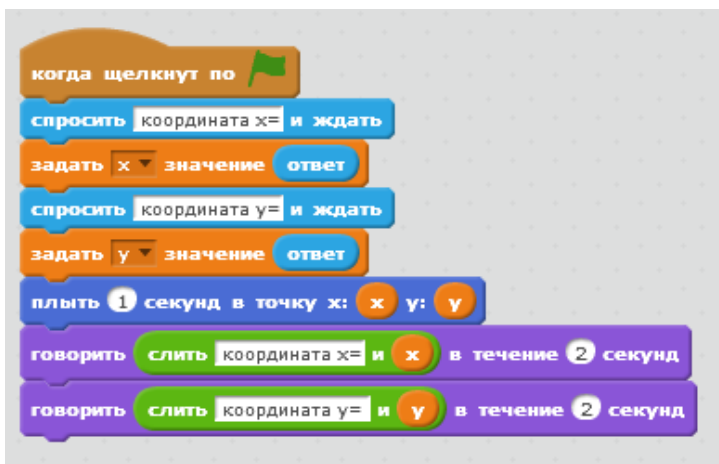 когда щелкнут по
спросить координата x= и ждать
задать x значение ответ
спросить координата y= и ждать
задать y значение ответ
плыть 1 секунд в точку x: x y: y
говорить слить координата x= и x в течение 2 секунд
говорить слить координата y= и y в течение 2 секунд